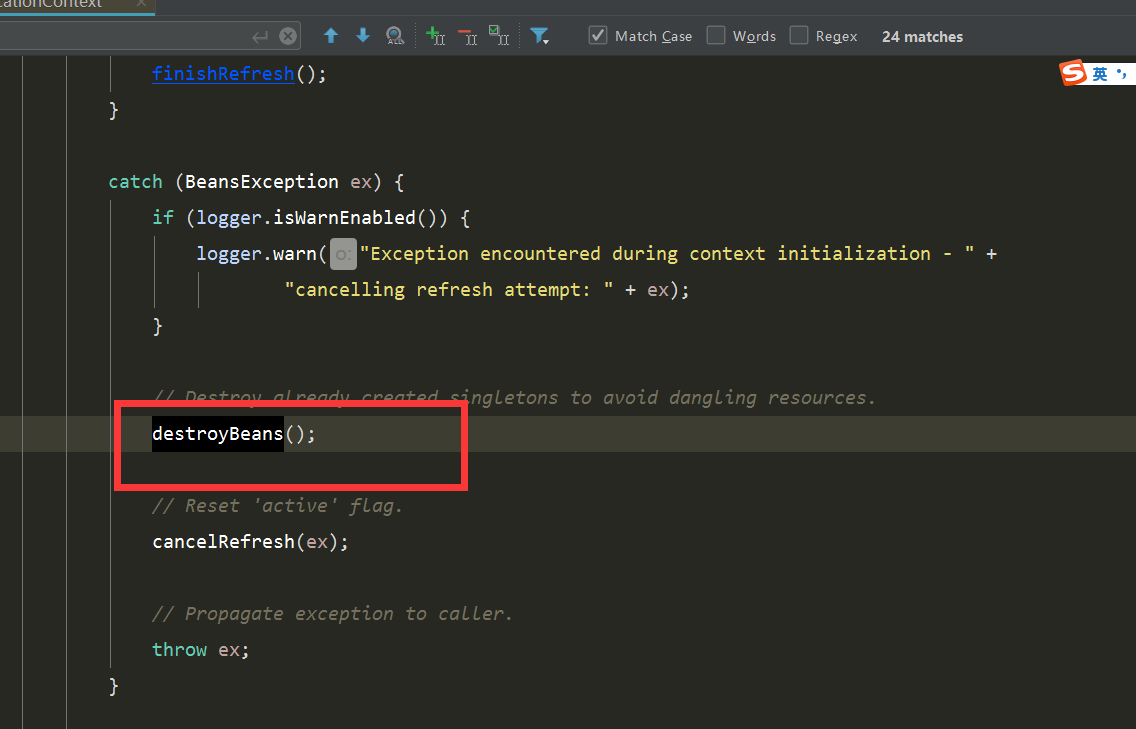 cationContext
Match Case Words Regex 24 matches
finishRefresh();
}
英
catch (BeansException ex) {
if (logger.isWarnEnabled()) {
logger.warn( o: "Exception encountered during context initialization - " +
"cancelling refresh attempt: " + ex);
}
// Destroy already created singletons to avoid dangling resources.
destroyBeans();
// Reset 'active' flag.
cancelRefresh(ex);
// Propagate exception to caller.
throw ex;
}